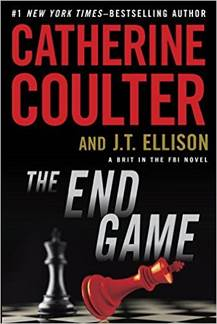 #1 NEW YORK TIMES–BESTSELLING AUTHOR
CATHERINE
COULTER
AND J.T. ELLISON
A BRIT IN THE FBI NOVEL
THE END
GAME